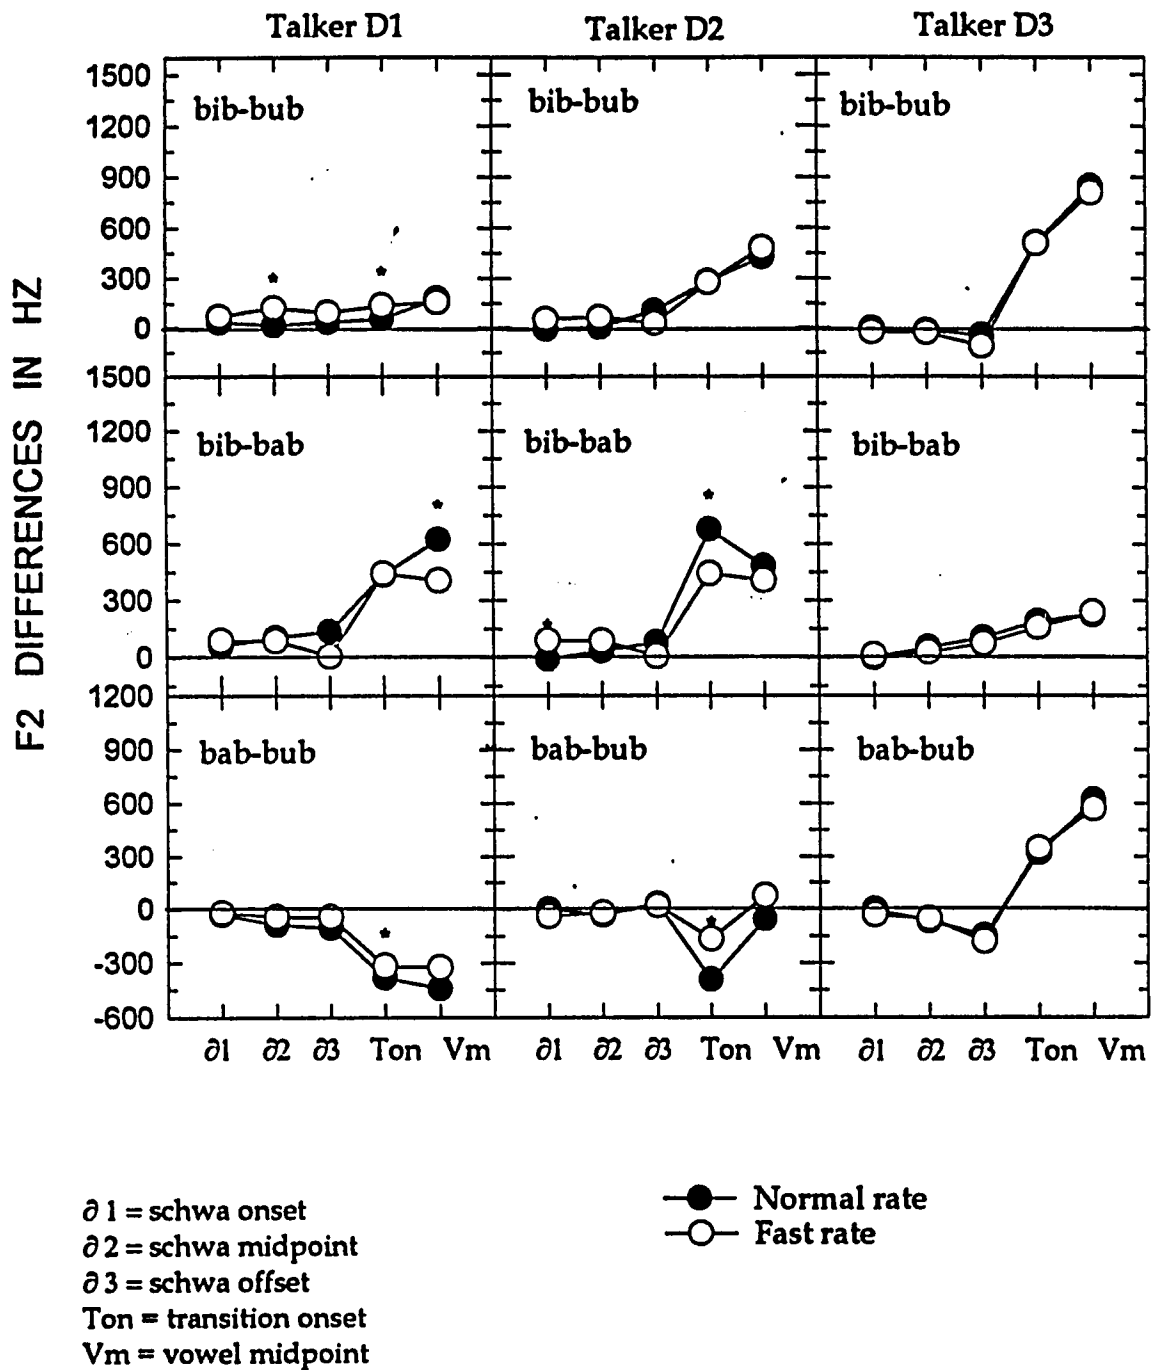 Talker D1 Talker D2 Talker D3
F2 DIFFERENCES IN HZ
1500
bib-bub bib-bub bib-bub
1200
900
600
300
0
1500
1200
bib-bab bib-bab bib-bab
900
600
300
0
1200
900
bab-bub bab-bub bab-bub
600
300
0
-300
-600
∂1 ∂2 ∂3 Ton Vm ∂1 ∂2 ∂3 Ton Vm ∂1 ∂2 ∂3 Ton Vm
∂ 1 = schwa onset
∂ 2 = schwa midpoint
∂ 3 = schwa offset
Ton = transition onset
Vm = vowel midpoint
Normal rate
Fast rate